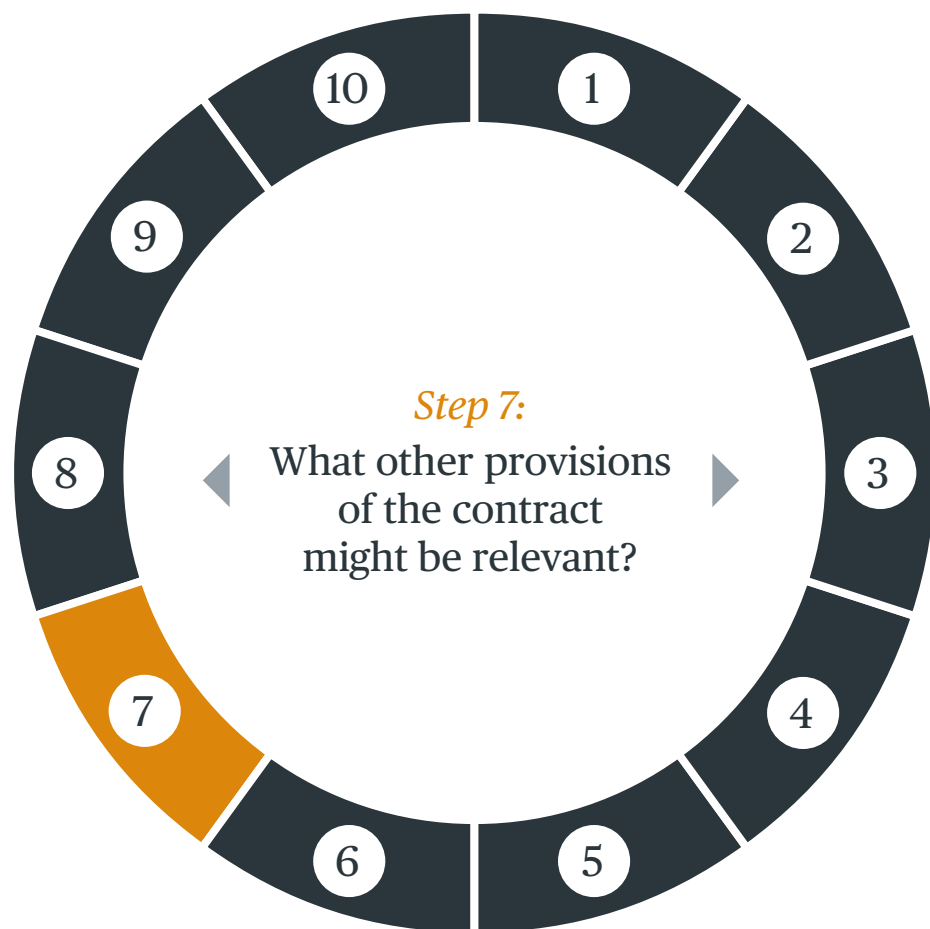 10
1
9
2
Step 7:
What other provisions
of the contract
might be relevant?
8
3
7
4
6
5